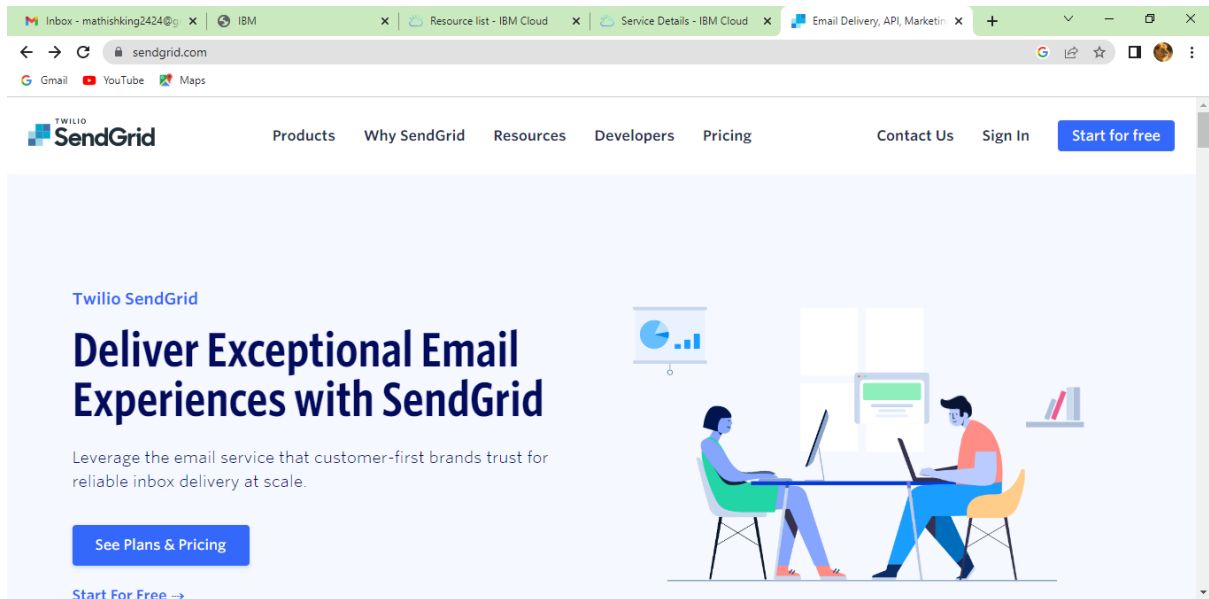 Inbox - mathishking2424@g
IBM
Resource list - IBM Cloud
Service Details - IBM Cloud
Email Delivery, API, Marketin
sendgrid.com
Gmail
YouTube
Maps
TWILIO
SendGrid
Products
Why SendGrid
Resources
Developers
Pricing
Contact Us
Sign In
Start for free
Twilio SendGrid
Deliver Exceptional Email
Experiences with SendGrid
Leverage the email service that customer-first brands trust for
reliable inbox delivery at scale.
See Plans & Pricing
Start For Free